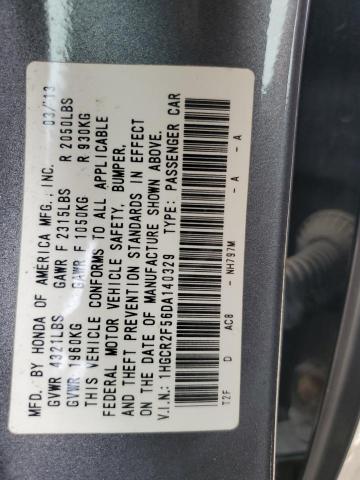 MFD. BY HONDA OF AMERICA MFG., INC. 03/13
GVWR 4321LBS GAWR F 2315LBS R 2050LBS
GVWR 1960KG GAWR F 1050KG R 930KG
THIS VEHICLE CONFORMS TO ALL APPLICABLE
FEDERAL MOTOR VEHICLE SAFETY, BUMPER,
AND THEFT PREVENTION STANDARDS IN EFFECT
ON THE DATE OF MANUFACTURE SHOWN ABOVE.
V.I.N.: 1HGCR2F56DA140329 TYPE: PASSENGER CAR
T2F D AC8 - NH797M - A - A